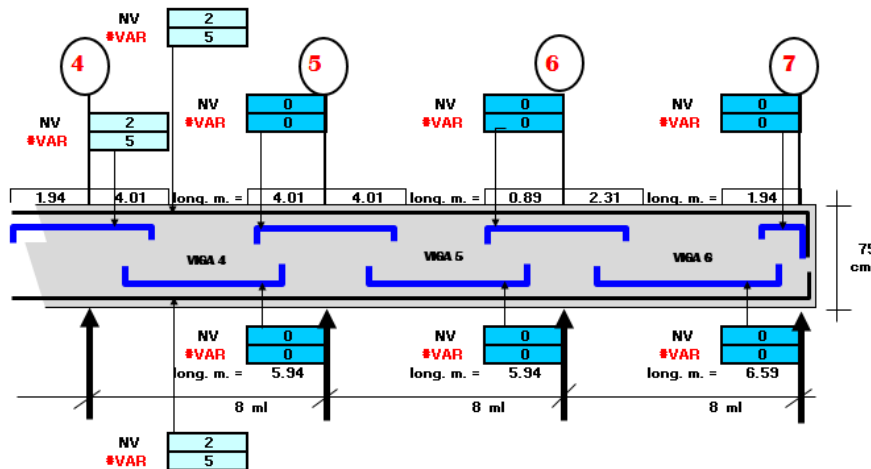 NV 2
#VAR 5
4 5 6 7
NV 2
#VAR 5
NV 0
#VAR 0
NV 0
#VAR 0
NV 0
#VAR 0
1.94 4.01 long. m. = 4.01 4.01 long. m. = 0.89 2.31 long. m. = 1.94
VIGA 4 VIGA 5 VIGA 6
75
cm
NV 0
#VAR 0
long. m. = 5.94
NV 0
#VAR 0
long. m. = 5.94
NV 0
#VAR 0
long. m. = 6.59
8 ml 8 ml 8 ml
NV 2
#VAR 5